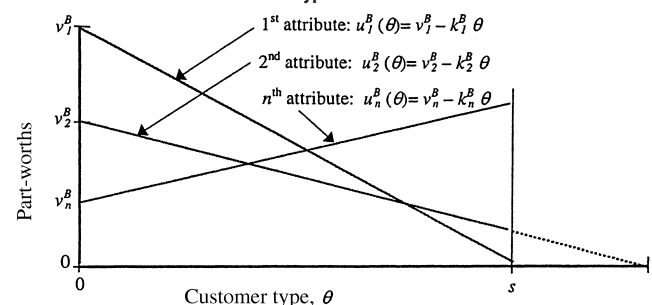 v₁ᴮ
1ˢᵗ attribute: u₁ᴮ (θ)= v₁ᴮ – k₁ᴮ θ
2ⁿᵈ attribute: u₂ᴮ (θ)= v₂ᴮ – k₂ᴮ θ
nᵗʰ attribute: uₙᴮ (θ)= vₙᴮ – kₙᴮ θ
v₂ᴮ
Part-worths
vₙᴮ
0
0
s
Customer type, θ